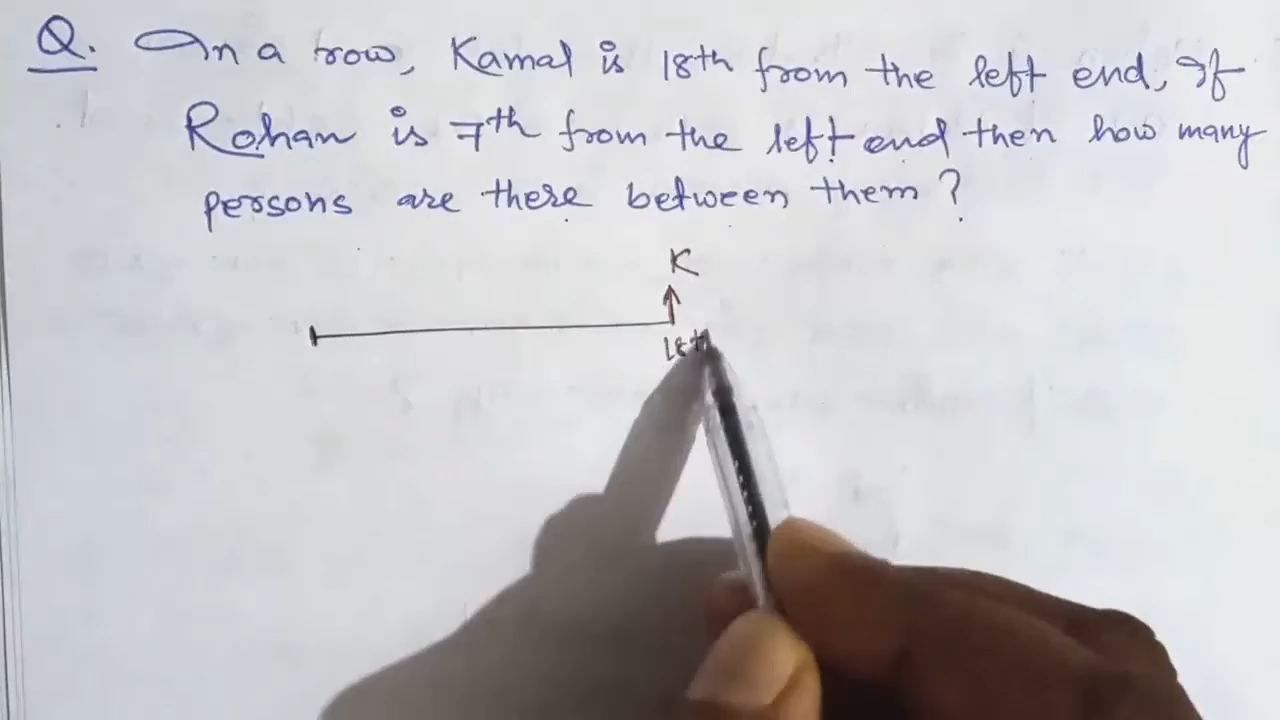 Q. In a row, Kamal is 18th from the left end, If
Rohan is 7th from the left end then how many
persons are there between them?
K
18th